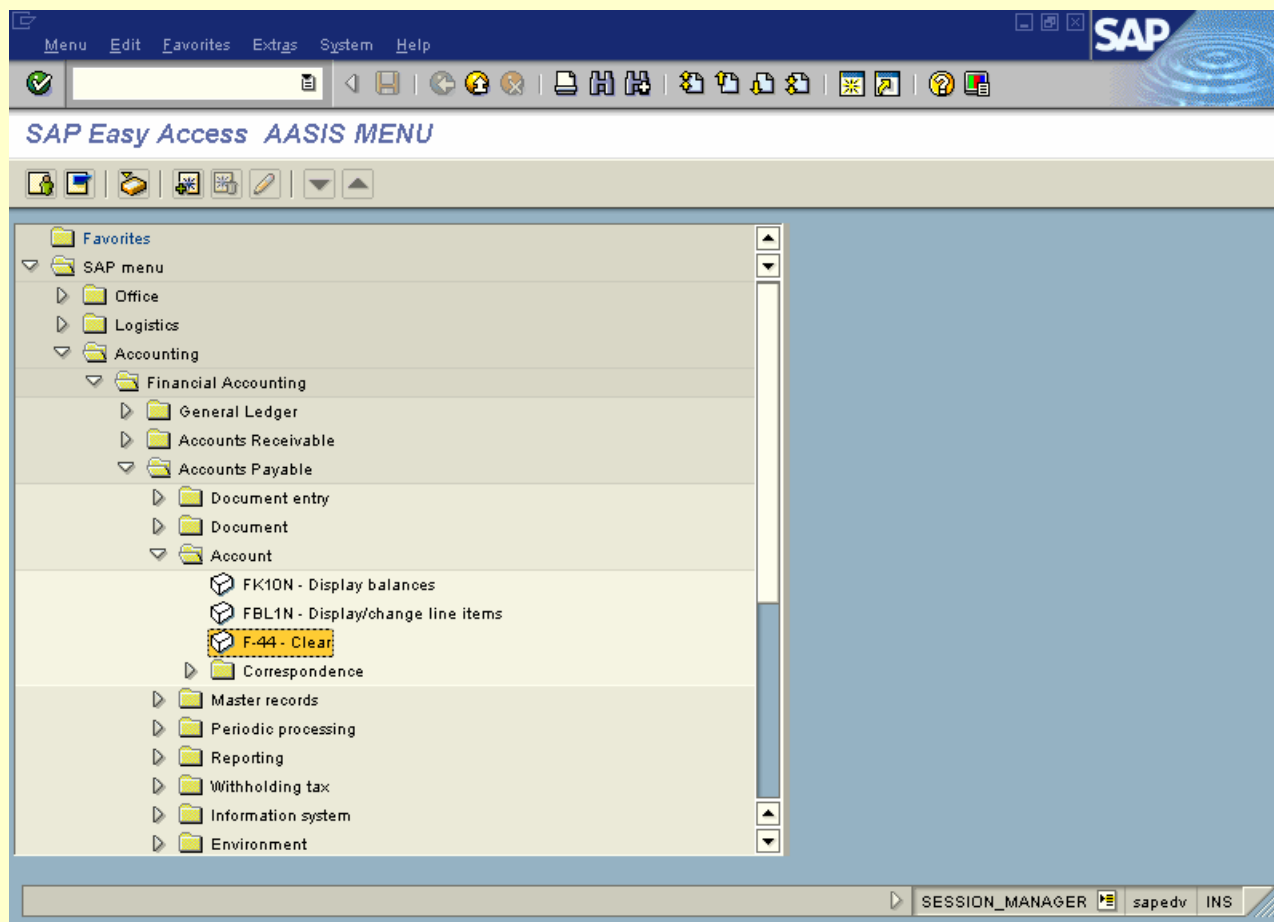 Menu Edit Favorites Extras System Help
SAP
SAP Easy Access AASIS MENU
Favorites
SAP menu
Office
Logistics
Accounting
Financial Accounting
General Ledger
Accounts Receivable
Accounts Payable
Document entry
Document
Account
FK10N - Display balances
FBL1N - Display/change line items
F-44 - Clear
Correspondence
Master records
Periodic processing
Reporting
Withholding tax
Information system
Environment
SESSION_MANAGER sapedv INS